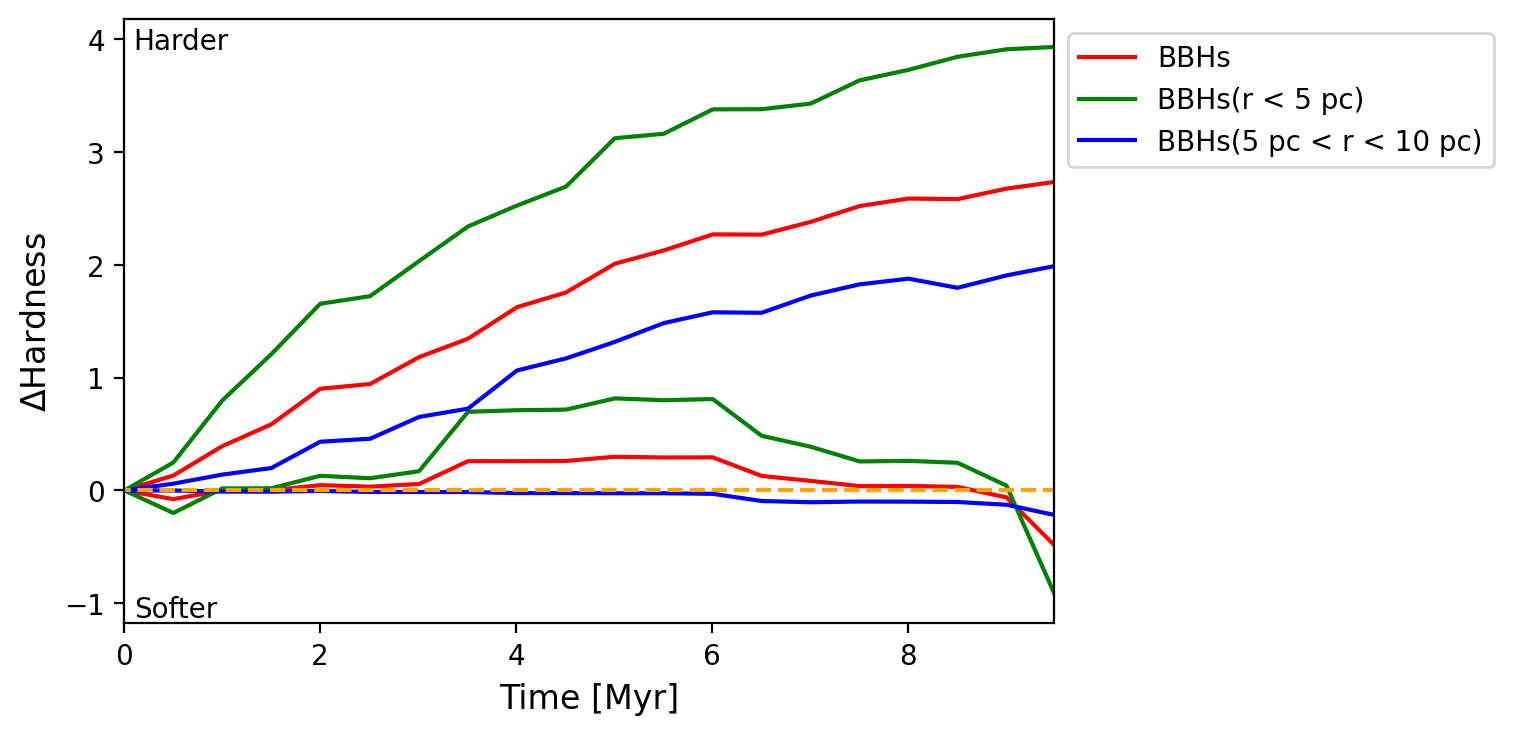 Harder
Softer
4
3
2
1
0
−1
ΔHardness
0
2
4
6
8
Time [Myr]
BBHs
BBHs(r < 5 pc)
BBHs(5 pc < r < 10 pc)